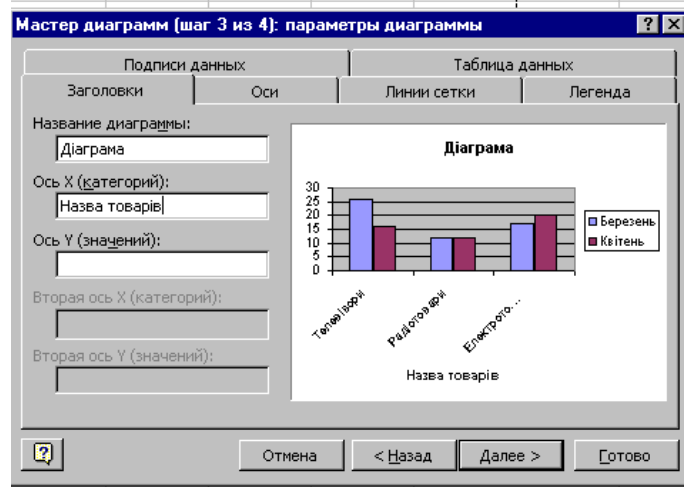 Мастер диаграмм (шаг 3 из 4): параметры диаграммы
Подписи данных
Таблица данных
Заголовки
Оси
Линии сетки
Легенда
Название диаграммы:
Діаграма
Ось X (категорий):
Назва товарів
Ось Y (значений):
Вторая ось X (категорий):
Вторая ось Y (значений):
Діаграма
30
25
20
15
10
5
0
Телевізори
Радіотовари
Електрото...
Назва товарів
Березень
Квітень
Отмена
< Назад
Далее >
Готово